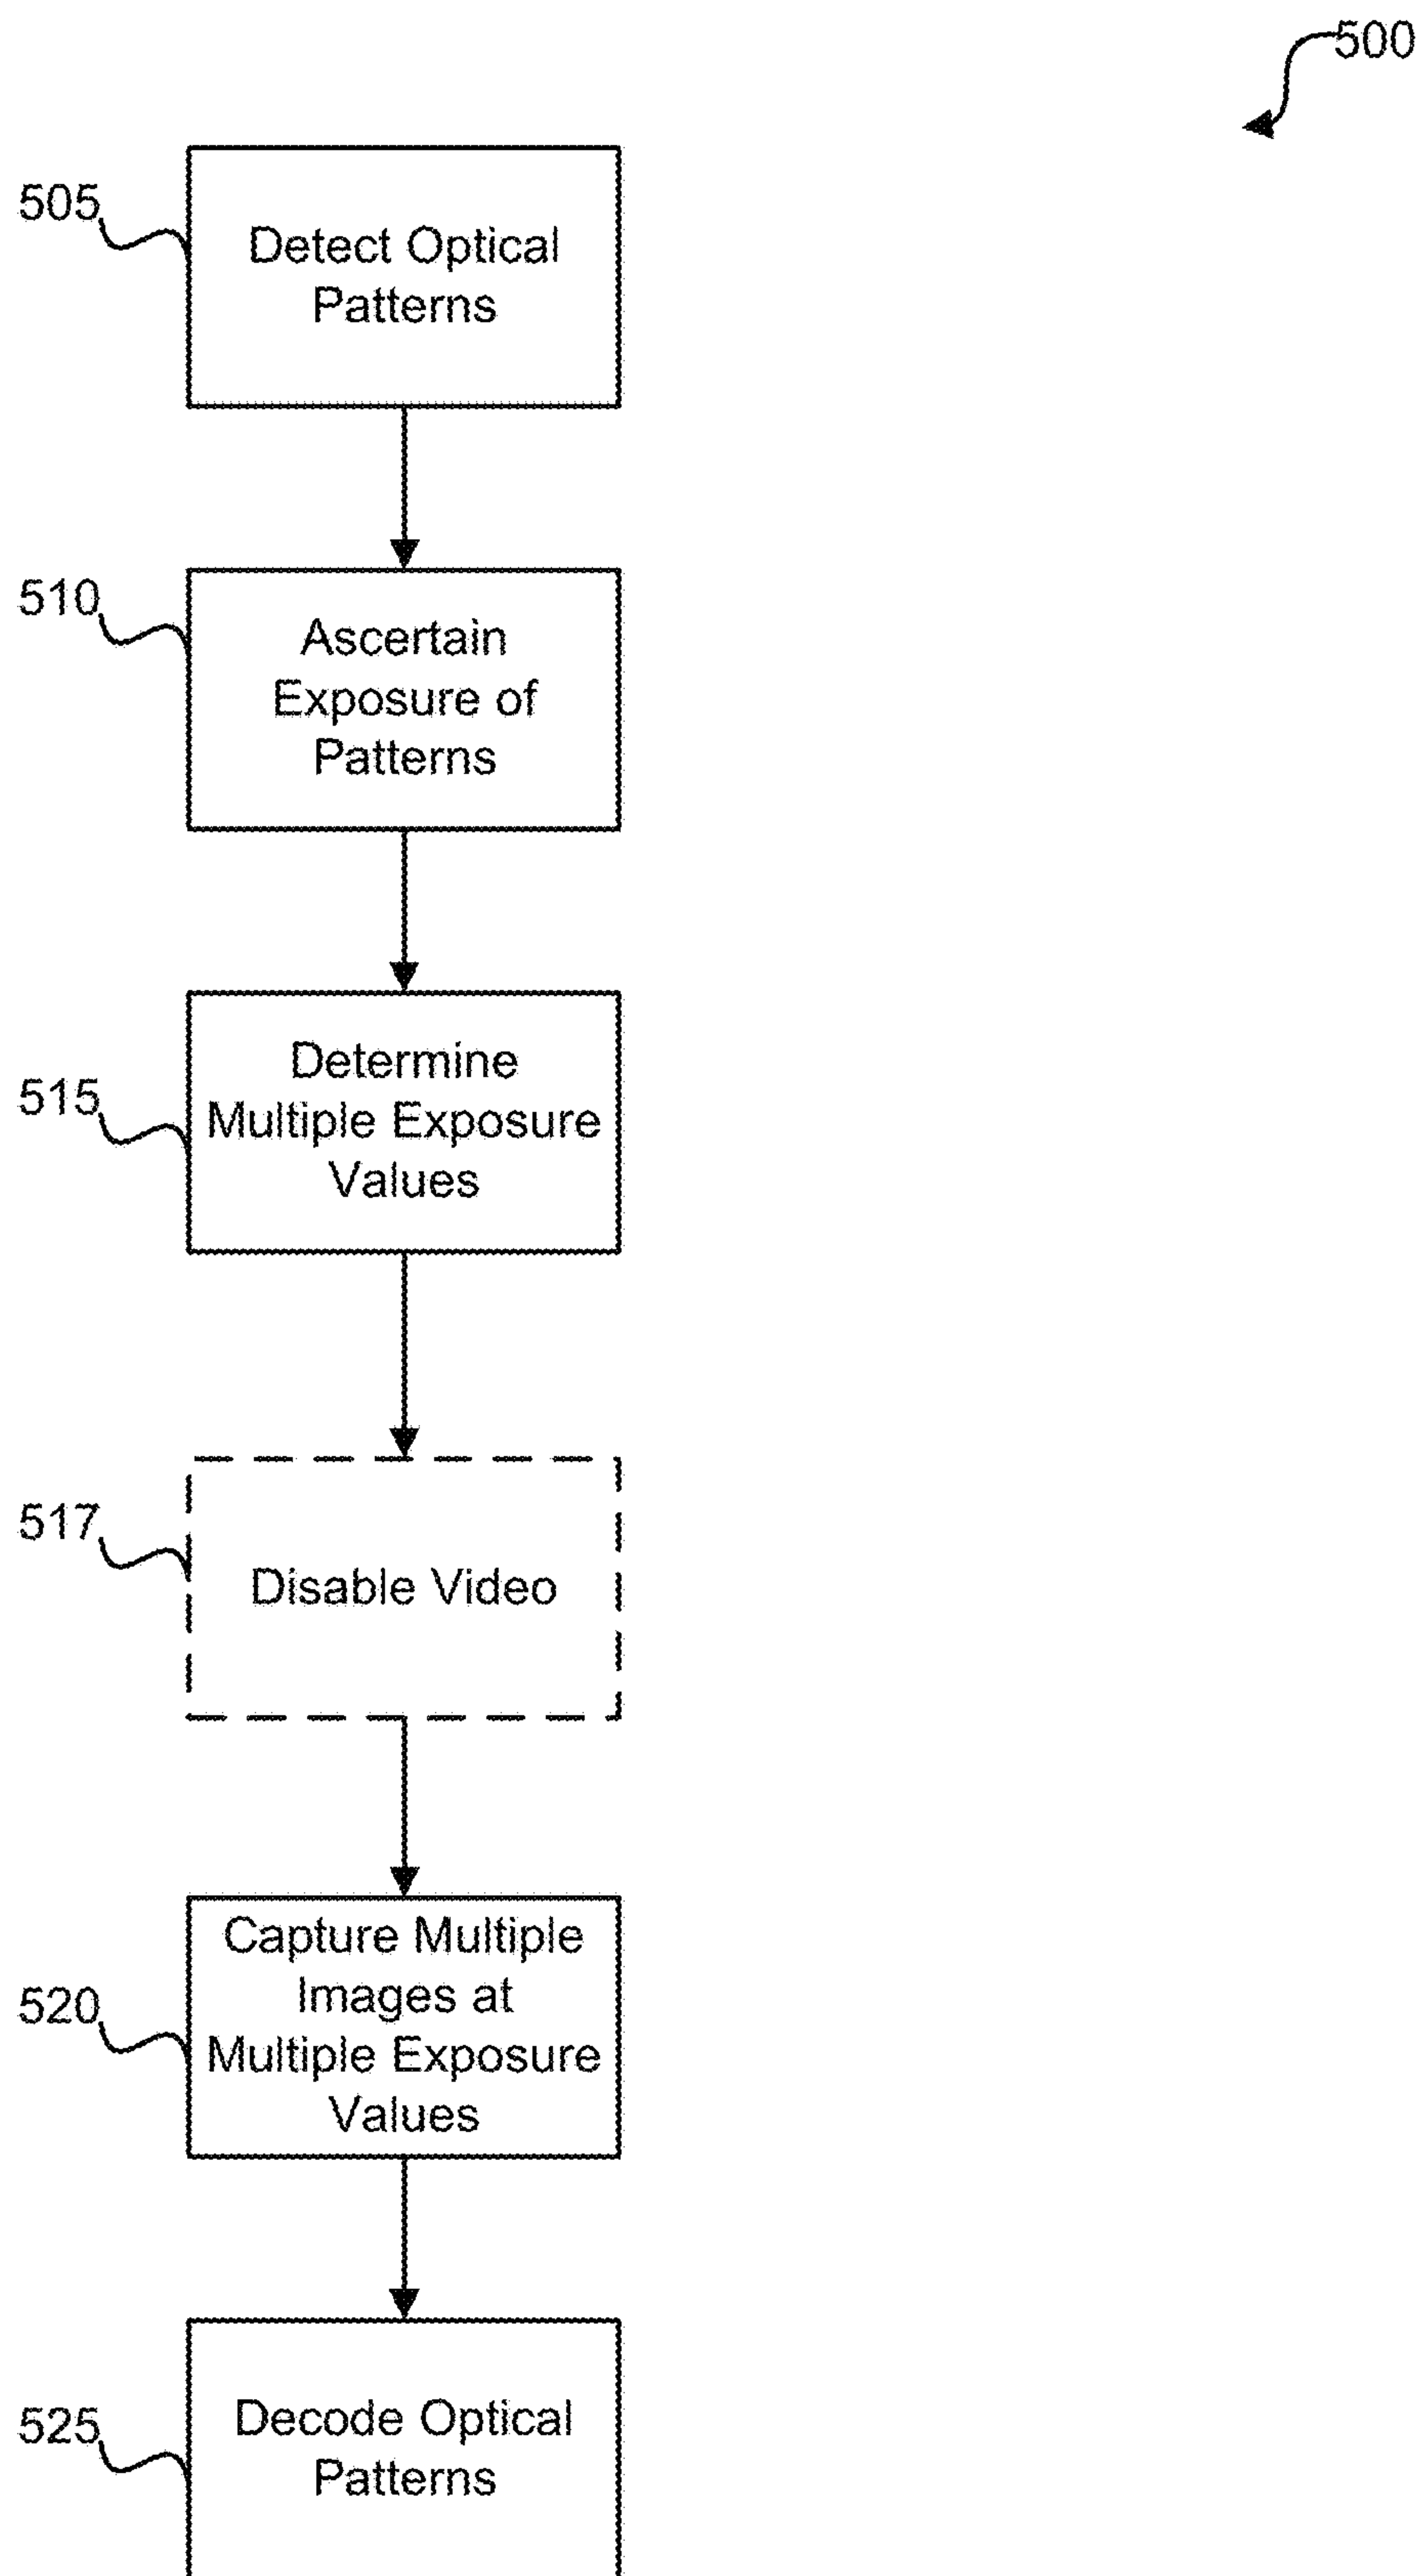 500
505
Detect Optical
Patterns
510
Ascertain
Exposure of
Patterns
515
Determine
Multiple Exposure
Values
517
Disable Video
520
Capture Multiple
Images at
Multiple Exposure
Values
525
Decode Optical
Patterns